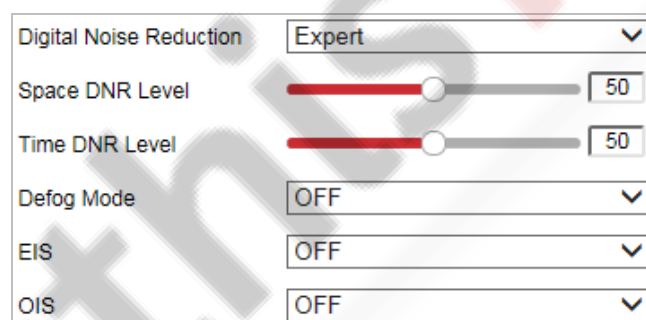 Digital Noise Reduction Expert
Space DNR Level 50
Time DNR Level 50
Defog Mode OFF
EIS OFF
OIS OFF
this